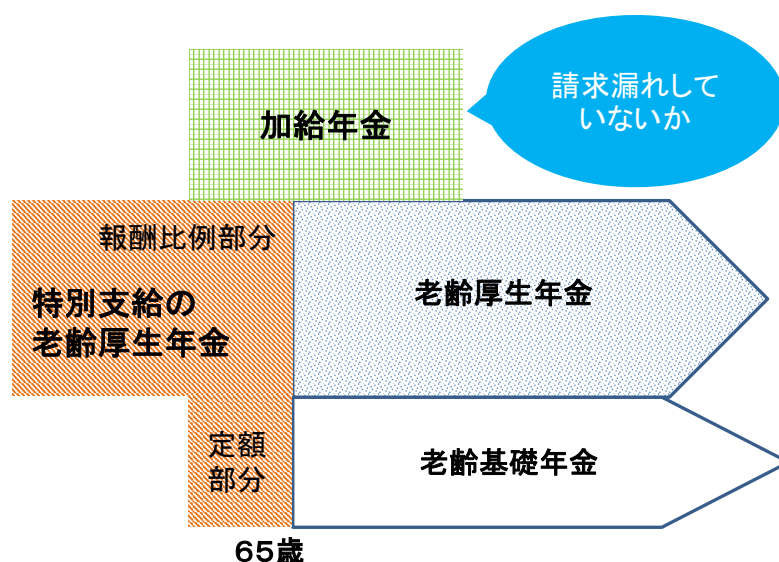 加給年金
請求漏れして
いないか
報酬比例部分
特別支給の
老齢厚生年金
老齢厚生年金
定額
部分
老齢基礎年金
65歳